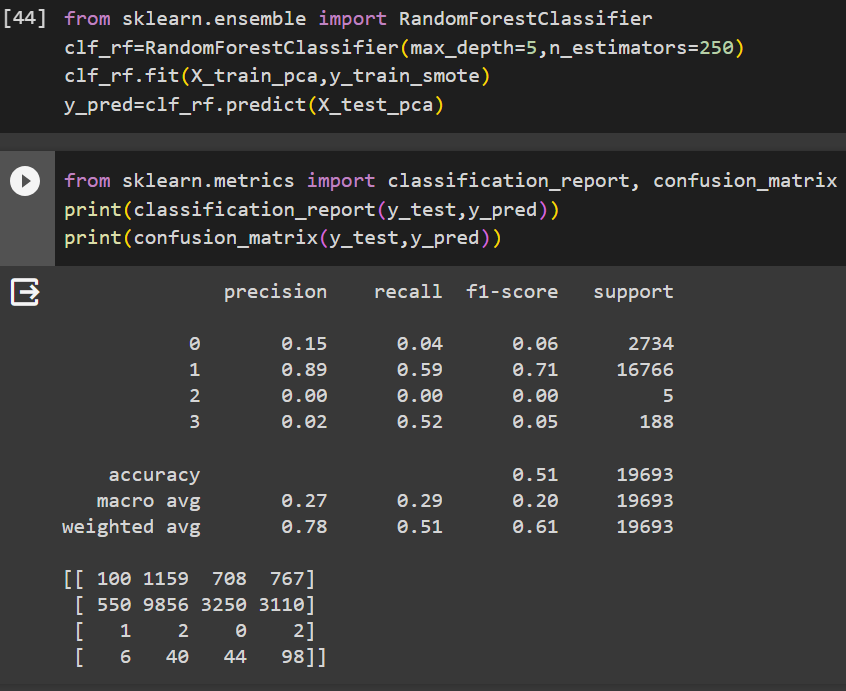 [44] from sklearn.ensemble import RandomForestClassifier
clf_rf=RandomForestClassifier(max_depth=5,n_estimators=250)
clf_rf.fit(X_train_pca,y_train_smote)
y_pred=clf_rf.predict(X_test_pca)
from sklearn.metrics import classification_report, confusion_matrix
print(classification_report(y_test,y_pred))
print(confusion_matrix(y_test,y_pred))
precision recall f1-score support
0 0.15 0.04 0.06 2734
1 0.89 0.59 0.71 16766
2 0.00 0.00 0.00 5
3 0.02 0.52 0.05 188
accuracy 0.51 19693
macro avg 0.27 0.29 0.20 19693
weighted avg 0.78 0.51 0.61 19693
[[ 100 1159 708 767]
[ 550 9856 3250 3110]
[ 1 2 0 2]
[ 6 40 44 98]]